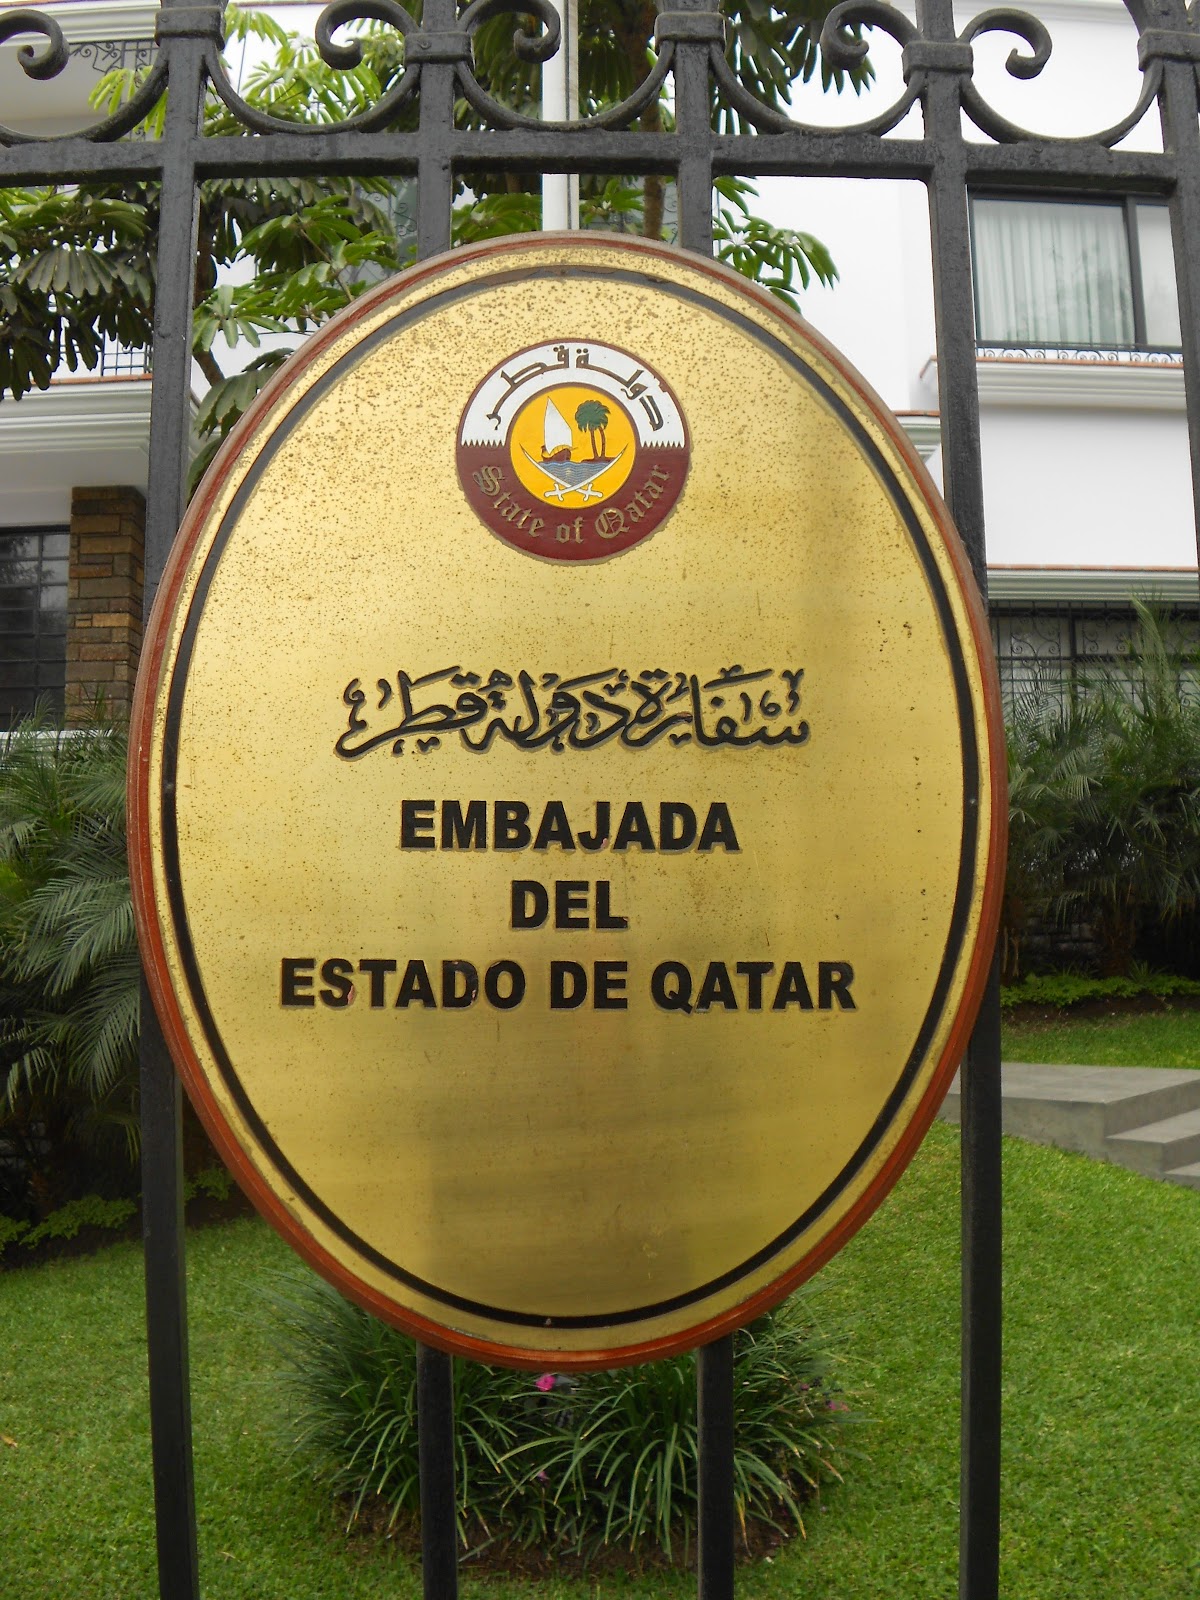 دولة قطر
State of Qatar
سفارة دولة قطر
EMBAJADA
DEL
ESTADO DE QATAR